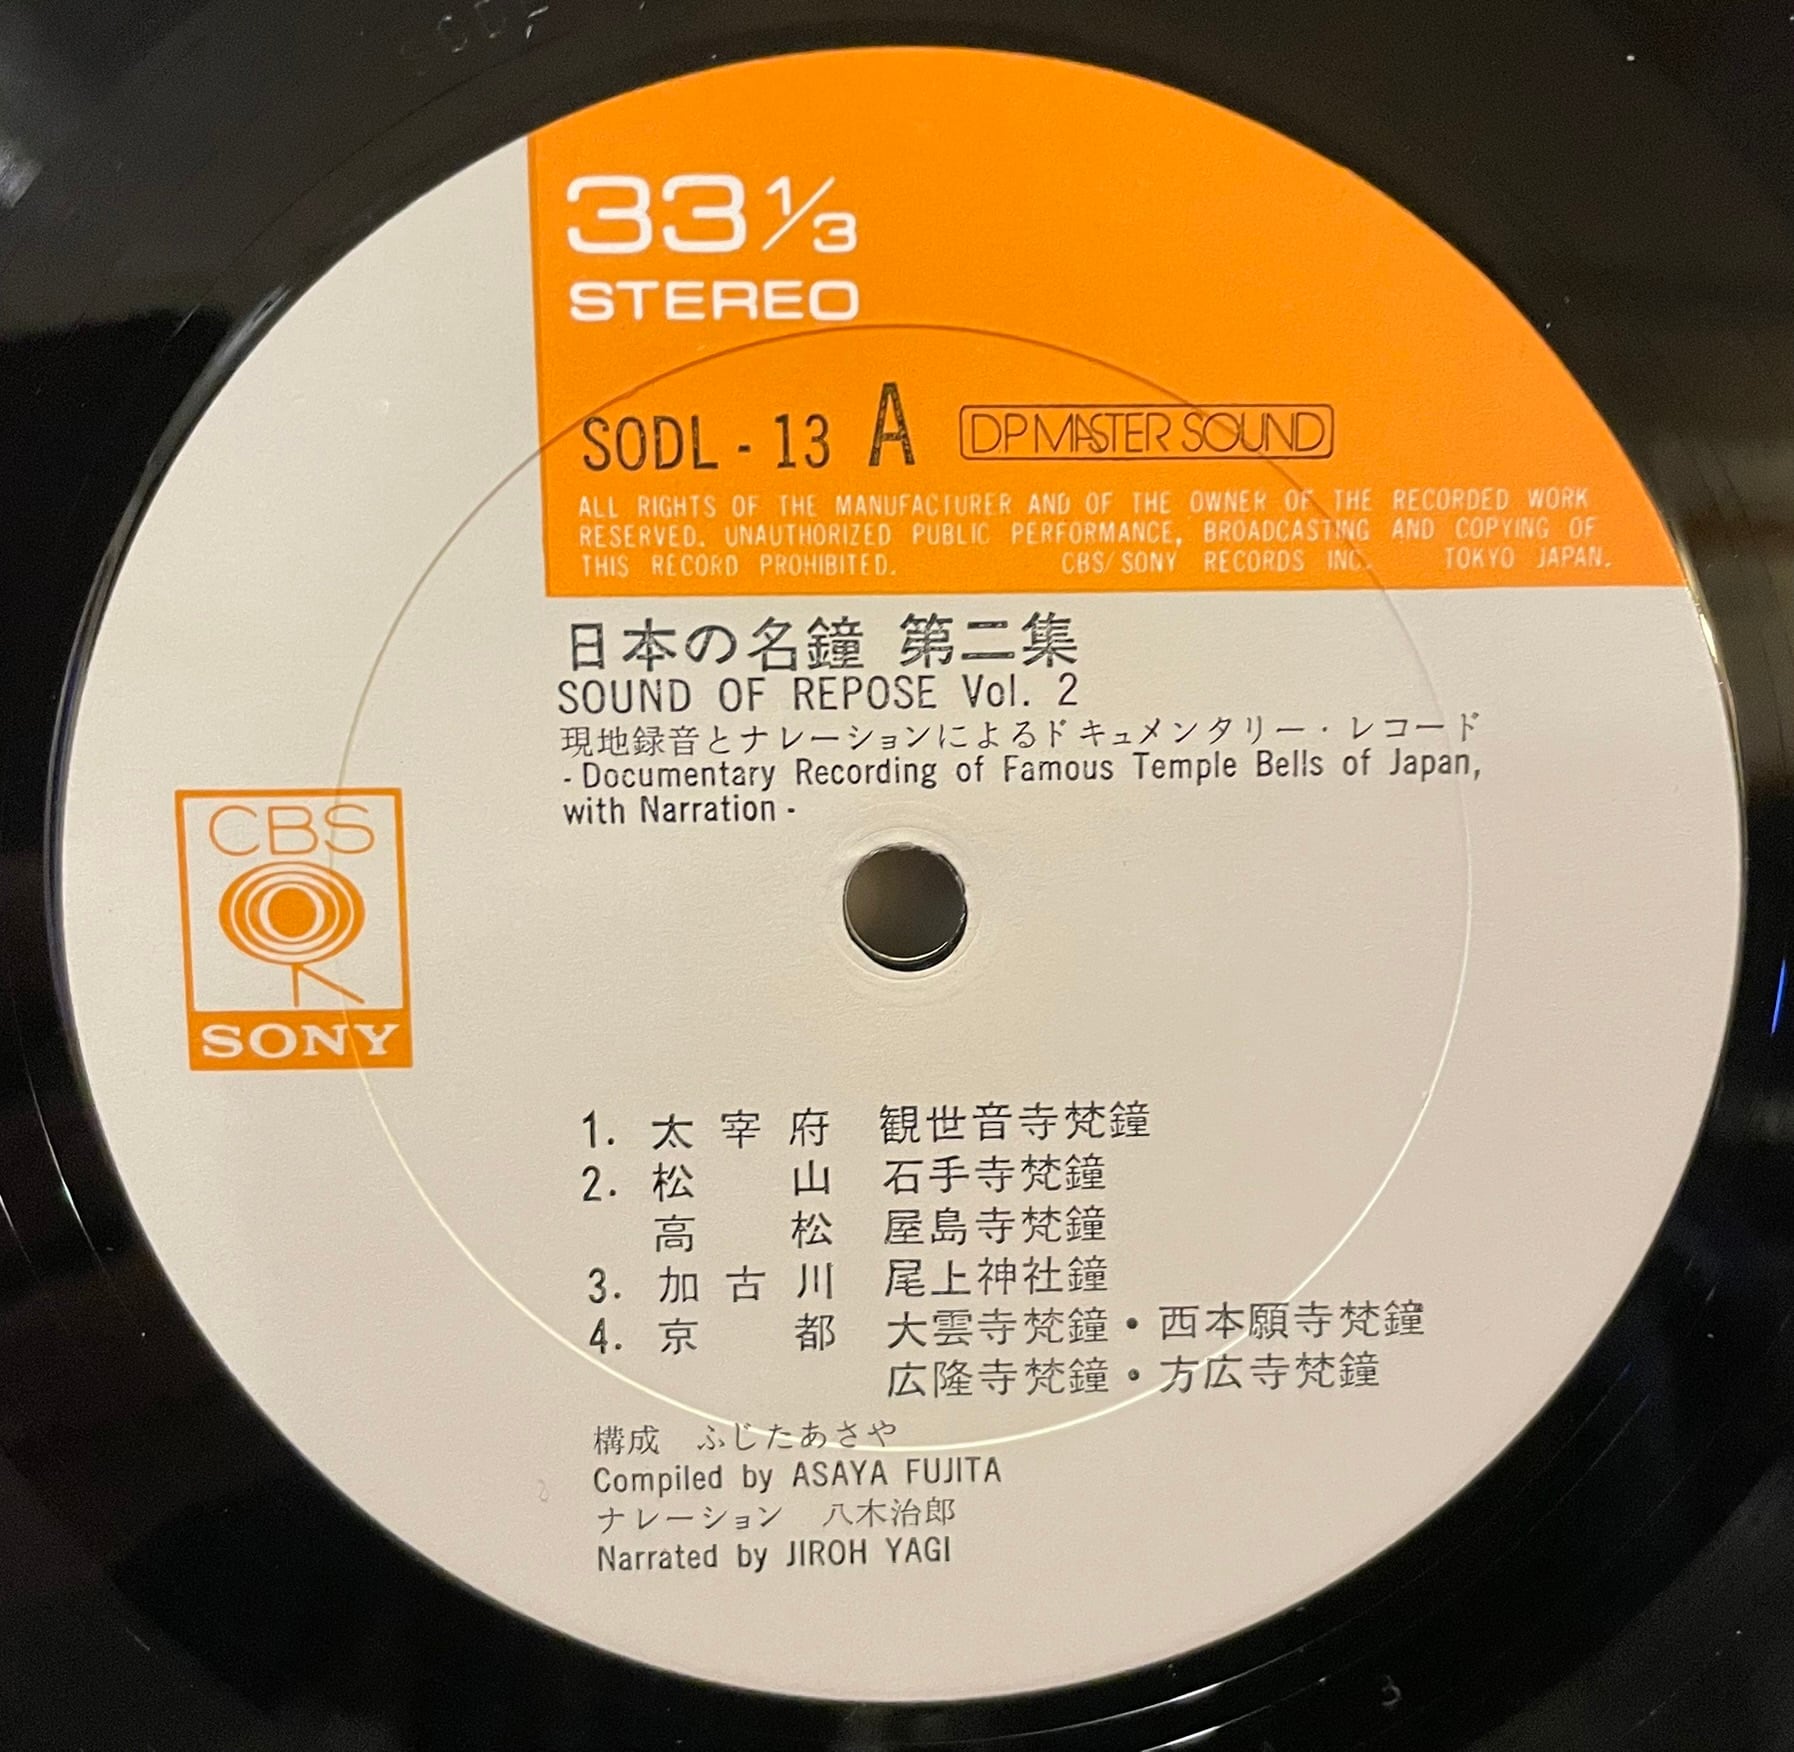 33 1/3
STEREO
SODL - 13 A D.P MASTER SOUND
ALL RIGHTS OF THE MANUFACTURER AND OF THE OWNER OF THE RECORDED WORK
RESERVED. UNAUTHORIZED PUBLIC PERFORMANCE, BROADCASTING AND COPYING OF
THIS RECORD PROHIBITED. CBS/SONY RECORDS INC. TOKYO JAPAN.
日本の名鐘 第二集
SOUND OF REPOSE Vol. 2
現地録音とナレーションによるドキュメンタリー・レコード
- Documentary Recording of Famous Temple Bells of Japan,
with Narration -
CBS
SONY
1. 太宰府 観世音寺梵鐘
2. 松山 石手寺梵鐘
高松 屋島寺梵鐘
3. 加古川 尾上神社鐘
4. 京都 大雲寺梵鐘・西本願寺梵鐘
広隆寺梵鐘・方広寺梵鐘
構成 ふじたあさや
Compiled by ASAYA FUJITA
ナレーション 八木治郎
Narrated by JIROH YAGI